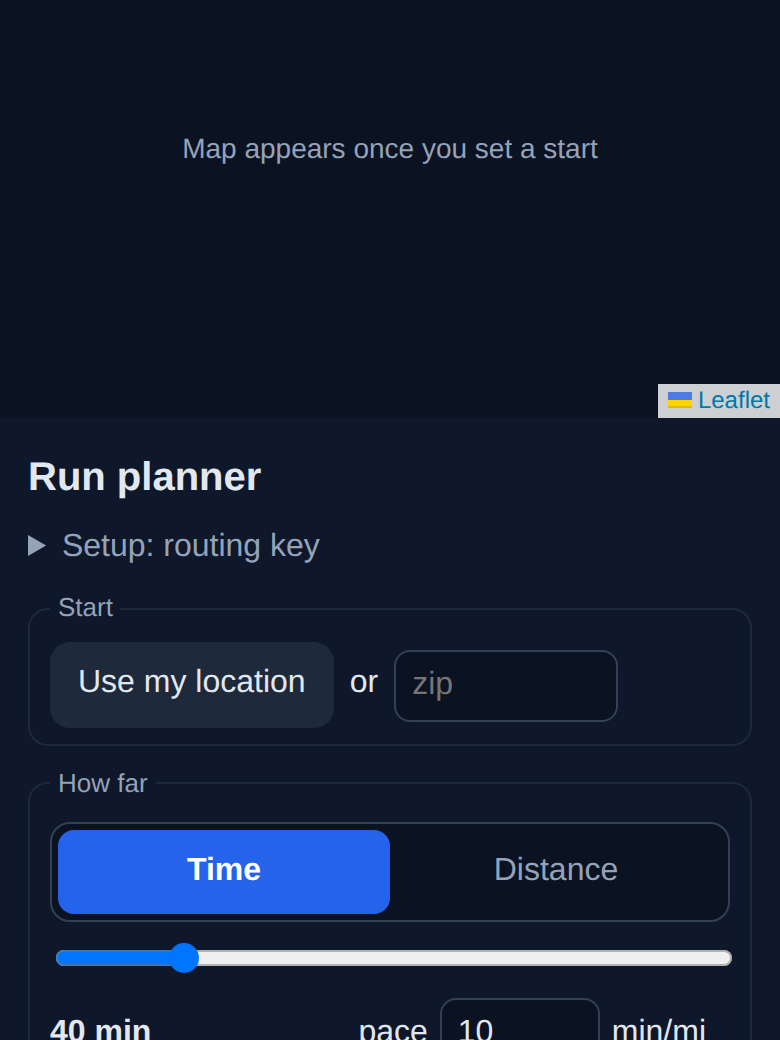 Map appears once you set a start
Leaflet
Run planner
Setup: routing key
Start
Use my location or zip
How far
Time Distance
40 min pace 10 min/mi